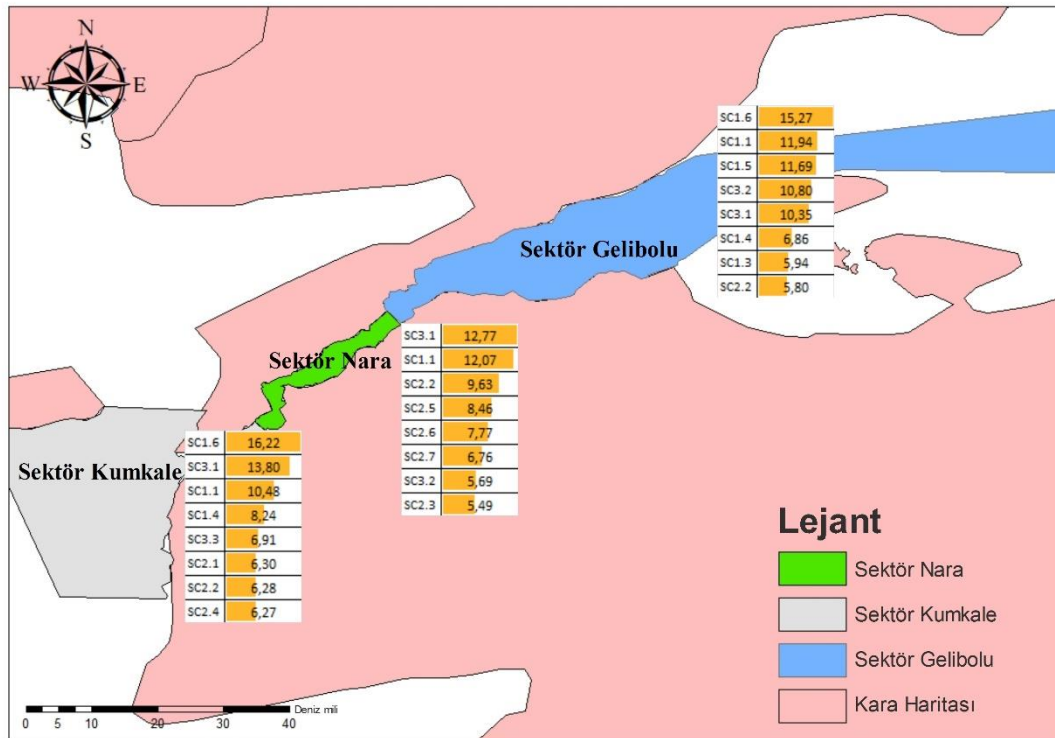 N
W E
S
SC1.6 15,27
SC1.1 11,94
SC1.5 11,69
SC3.2 10,80
SC3.1 10,35
SC1.4 6,86
SC1.3 5,94
SC2.2 5,80
Sektör Gelibolu
Sektör Nara
SC3.1 12,77
SC1.1 12,07
SC2.2 9,63
SC2.5 8,46
SC2.6 7,77
SC2.7 6,76
SC3.2 5,69
SC2.3 5,49
Sektör Kumkale
SC1.6 16,22
SC3.1 13,80
SC1.1 10,48
SC1.4 8,24
SC3.3 6,91
SC2.1 6,30
SC2.2 6,28
SC2.4 6,27
Lejant
Sektör Nara
Sektör Kumkale
Sektör Gelibolu
Kara Haritası
Deniz mili
0 5 10 20 30 40